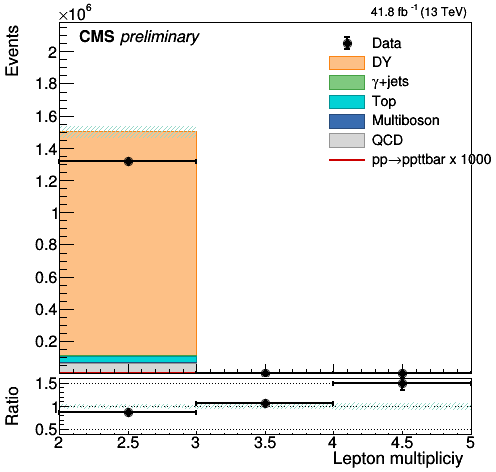 ×10⁶
CMS preliminary
41.8 fb⁻¹ (13 TeV)
Events
2
1.8
1.6
1.4
1.2
1
0.8
0.6
0.4
0.2
Data
DY
γ+jets
Top
Multiboson
QCD
pp→ppttbar x 1000
Ratio
1.5
1
0.5
2 2.5 3 3.5 4 4.5 5
Lepton multipliciy